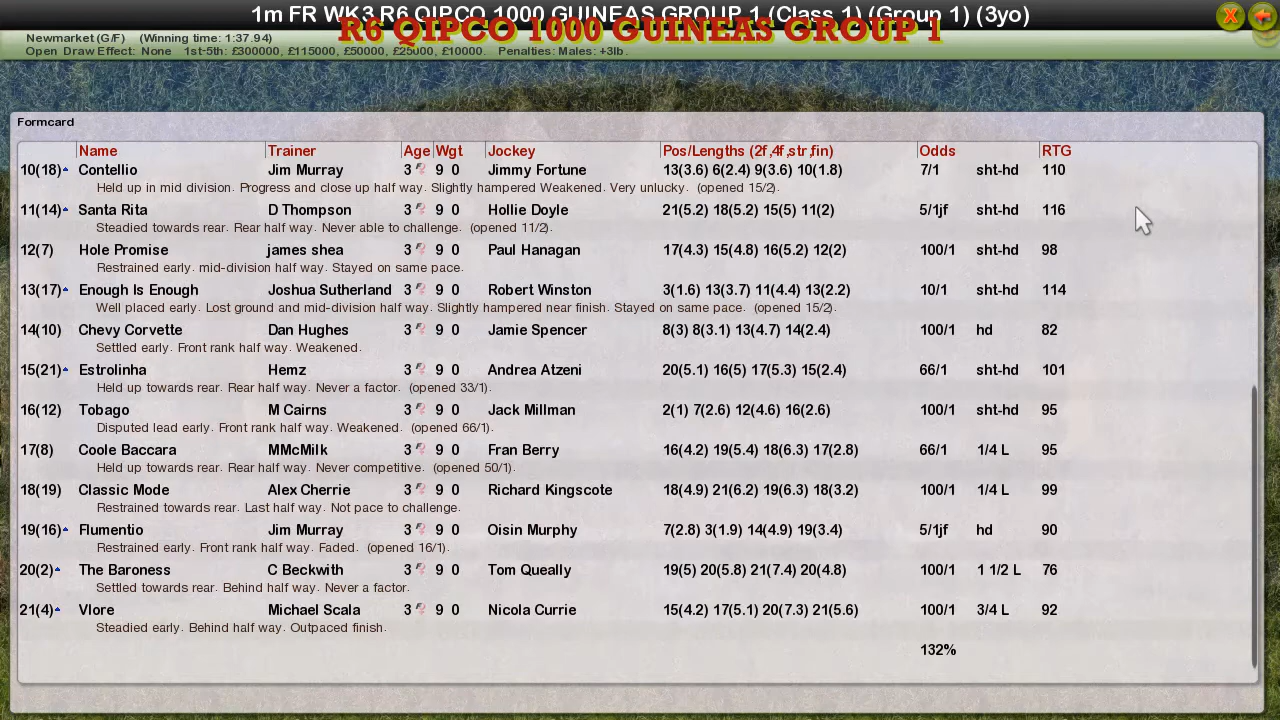 1m FR WK3 R6 QIPCO 1000 GUINEAS GROUP 1 (Class 1) (Group 1) (3yo)
R6 QIPCO 1000 GUINEAS GROUP 1
Newmarket (G/F) (Winning time: 1:37.94)
Open Draw Effect: None 1st-5th: £300000, £115000, £50000, £25000, £10000. Penalties: Males: +3lb.
Formcard
Name Trainer Age Wgt Jockey Pos/Lengths (2f,4f,str,fin) Odds RTG
10(18) Contellio Jim Murray 3 9 0 Jimmy Fortune 13(3.6) 6(2.4) 9(3.6) 10(1.8) 7/1 sht-hd 110
Held up in mid division. Progress and close up half way. Slightly hampered Weakened. Very unlucky. (opened 15/2).
11(14) Santa Rita D Thompson 3 9 0 Hollie Doyle 21(5.2) 18(5.2) 15(5) 11(2) 5/1jf sht-hd 116
Steadied towards rear. Rear half way. Never able to challenge. (opened 11/2).
12(7) Hole Promise james shea 3 9 0 Paul Hanagan 17(4.3) 15(4.8) 16(5.2) 12(2) 100/1 sht-hd 98
Restrained early. mid-division half way. Stayed on same pace.
13(17) Enough Is Enough Joshua Sutherland 3 9 0 Robert Winston 3(1.6) 13(3.7) 11(4.4) 13(2.2) 10/1 sht-hd 114
Well placed early. Lost ground and mid-division half way. Slightly hampered near finish. Stayed on same pace. (opened 15/2).
14(10) Chevy Corvette Dan Hughes 3 9 0 Jamie Spencer 8(3) 8(3.1) 13(4.7) 14(2.4) 100/1 hd 82
Settled early. Front rank half way. Weakened.
15(21) Estrolinha Hemz 3 9 0 Andrea Atzeni 20(5.1) 16(5) 17(5.3) 15(2.4) 66/1 sht-hd 101
Held up towards rear. Rear half way. Never a factor. (opened 33/1).
16(12) Tobago M Cairns 3 9 0 Jack Millman 2(1) 7(2.6) 12(4.6) 16(2.6) 100/1 sht-hd 95
Disputed lead early. Front rank half way. Weakened. (opened 66/1).
17(8) Coole Baccara MMcMilk 3 9 0 Fran Berry 16(4.2) 19(5.4) 18(6.3) 17(2.8) 66/1 1/4 L 95
Held up towards rear. Rear half way. Never competitive. (opened 50/1).
18(19) Classic Mode Alex Cherrie 3 9 0 Richard Kingscote 18(4.9) 21(6.2) 19(6.3) 18(3.2) 100/1 1/4 L 99
Restrained towards rear. Last half way. Not pace to challenge.
19(16) Flumentio Jim Murray 3 9 0 Oisin Murphy 7(2.8) 3(1.9) 14(4.9) 19(3.4) 5/1jf hd 90
Restrained early. Front rank half way. Faded. (opened 16/1).
20(2) The Baroness C Beckwith 3 9 0 Tom Queally 19(5) 20(5.8) 21(7.4) 20(4.8) 100/1 1 1/2 L 76
Settled towards rear. Behind half way. Never a factor.
21(4) Vlore Michael Scala 3 9 0 Nicola Currie 15(4.2) 17(5.1) 20(7.3) 21(5.6) 100/1 3/4 L 92
Steadied early. Behind half way. Outpaced finish.
132%